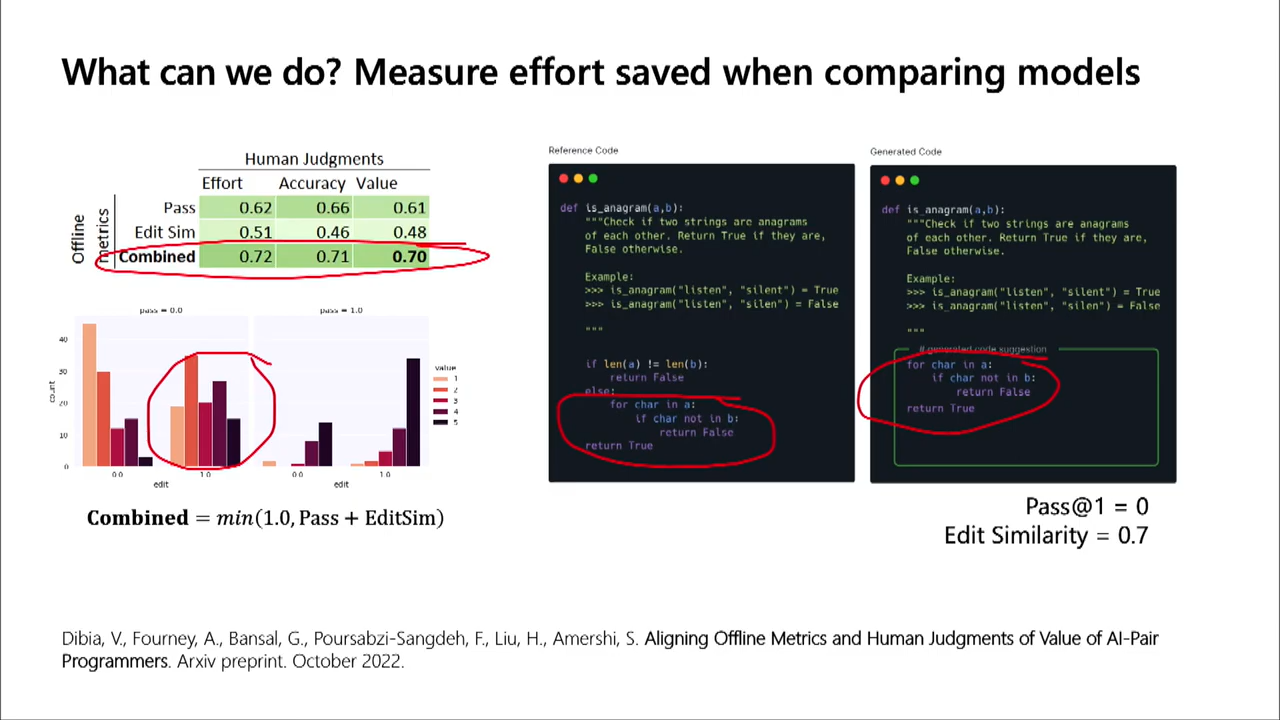 What can we do? Measure effort saved when comparing models
Human Judgments
Effort Accuracy Value
Offline metrics
Pass 0.62 0.66 0.61
Edit Sim 0.51 0.46 0.48
Combined 0.72 0.71 0.70
pass = 0.0 pass = 1.0
count
40
30
20
10
0
0.0 1.0 0.0 1.0
edit edit
value
1
2
3
4
5
Combined = min(1.0, Pass + EditSim)
Reference Code
def is_anagram(a,b):
"""Check if two strings are anagrams
of each other. Return True if they are,
False otherwise.
Example:
>>> is_anagram("listen", "silent") = True
>>> is_anagram("listen", "silen") = False
"""
if len(a) != len(b):
return False
else:
for char in a:
if char not in b:
return False
return True
Generated Code
def is_anagram(a,b):
"""Check if two strings are anagrams
of each other. Return True if they are,
False otherwise.
Example:
>>> is_anagram("listen", "silent") = True
>>> is_anagram("listen", "silen") = False
"""
# generated code suggestion
for char in a:
if char not in b:
return False
return True
Pass@1 = 0
Edit Similarity = 0.7
Dibia, V., Fourney, A., Bansal, G., Poursabzi-Sangdeh, F., Liu, H., Amershi, S. Aligning Offline Metrics and Human Judgments of Value of AI-Pair
Programmers. Arxiv preprint. October 2022.